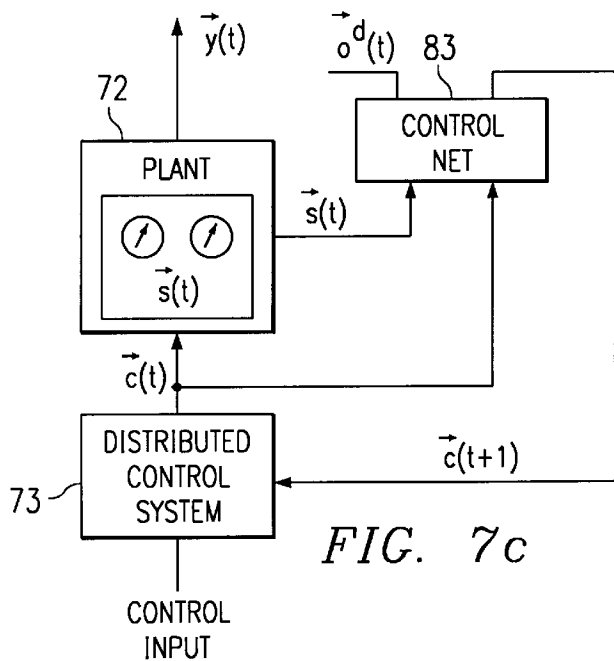 y⃗(t)
o⃗ᵈ(t)
83
72
CONTROL
NET
PLANT
s⃗(t)
s⃗(t)
c⃗(t)
DISTRIBUTED
CONTROL
SYSTEM
73
c⃗(t+1)
FIG. 7c
CONTROL
INPUT